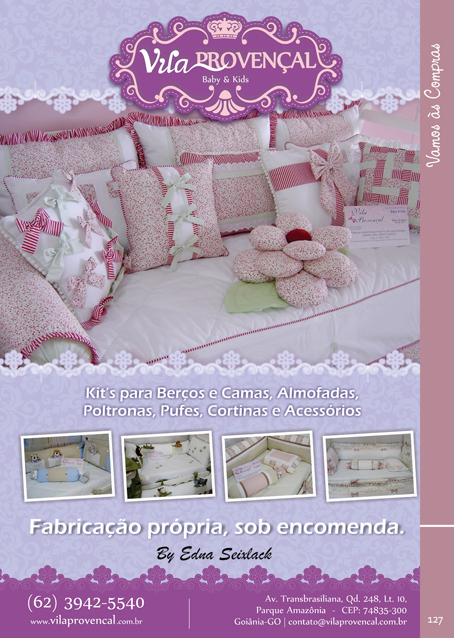 Vila PROVENÇAL
Baby & Kids
Vamos às Compras
Vila
Provençal
Kit's para Berços e Camas, Almofadas,
Poltronas, Pufes, Cortinas e Acessórios
Fabricação própria, sob encomenda.
By Edna Seixlack
(62) 3942-5540
www.vilaprovencal.com.br
Av. Transbrasiliana, Qd. 248, Lt. 10,
Parque Amazônia - CEP: 74835-300
Goiânia-GO | contato@vilaprovencal.com.br
127